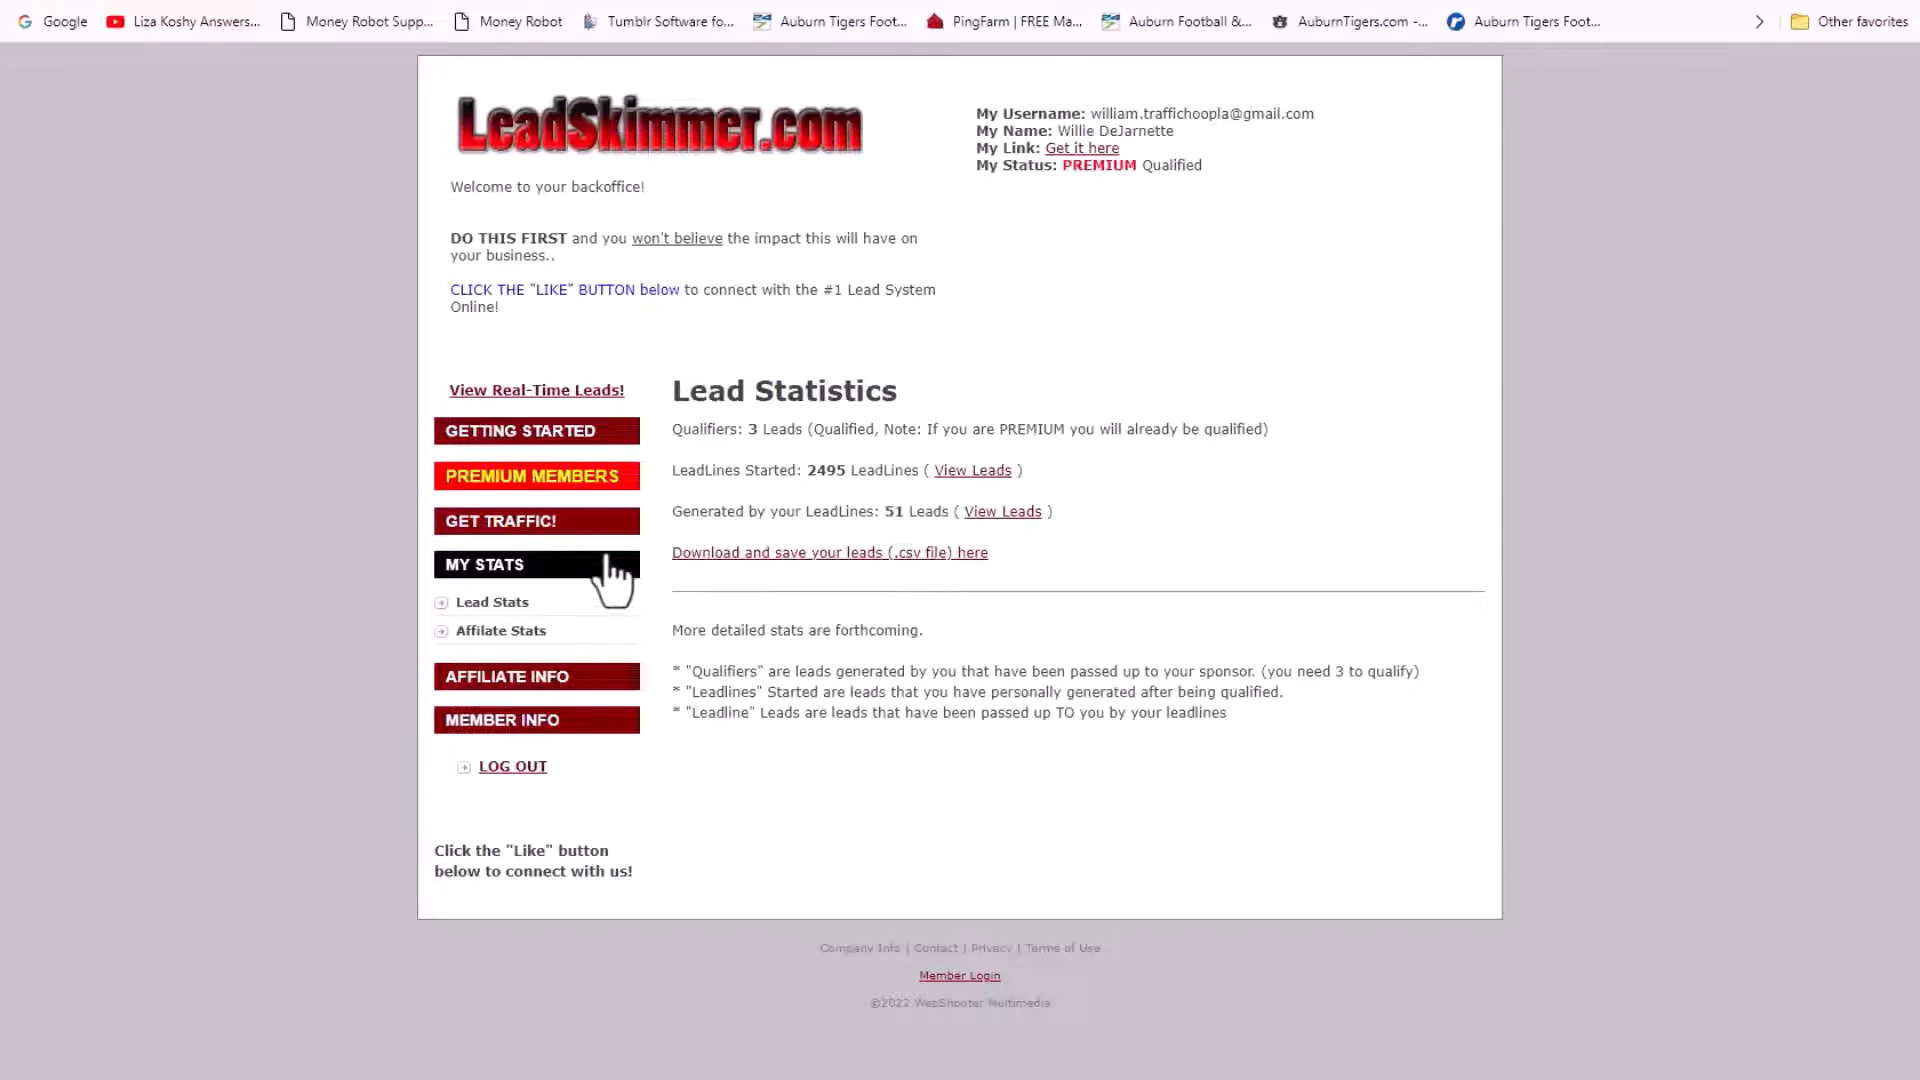 Google
Liza Koshy Answers...
Money Robot Supp...
Money Robot
Tumblr Software fo...
Auburn Tigers Foot...
PingFarm | FREE Ma...
Auburn Football &...
AuburnTigers.com -...
Auburn Tigers Foot...
Other favorites
LeadSkimmer.com
My Username: william.traffichoopla@gmail.com
My Name: Willie DeJarnette
My Link: Get it here
My Status: PREMIUM Qualified
Welcome to your backoffice!
DO THIS FIRST and you won't believe the impact this will have on
your business..
CLICK THE "LIKE" BUTTON below to connect with the #1 Lead System
Online!
View Real-Time Leads!
GETTING STARTED
PREMIUM MEMBERS
GET TRAFFIC!
MY STATS
Lead Stats
Affilate Stats
AFFILIATE INFO
MEMBER INFO
LOG OUT
Click the "Like" button
below to connect with us!
Lead Statistics
Qualifiers: 3 Leads (Qualified, Note: If you are PREMIUM you will already be qualified)
LeadLines Started: 2495 LeadLines ( View Leads )
Generated by your LeadLines: 51 Leads ( View Leads )
Download and save your leads (.csv file) here
More detailed stats are forthcoming.
* "Qualifiers" are leads generated by you that have been passed up to your sponsor. (you need 3 to qualify)
* "Leadlines" Started are leads that you have personally generated after being qualified.
* "Leadline" Leads are leads that have been passed up TO you by your leadlines
Company Info | Contact | Privacy | Terms of Use
Member Login
©2022 WebShooter Multimedia